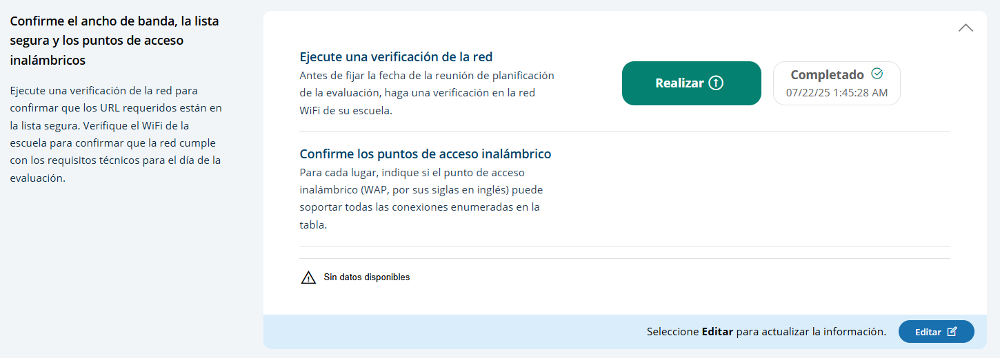 Confirme el ancho de banda, la lista
segura y los puntos de acceso
inalámbricos
Ejecute una verificación de la red para
confirmar que los URL requeridos están en
la lista segura. Verifique el WiFi de la
escuela para confirmar que la red cumple
con los requisitos técnicos para el día de la
evaluación.
Ejecute una verificación de la red
Antes de fijar la fecha de la reunión de planificación
de la evaluación, haga una verificación en la red
WiFi de su escuela.
Realizar
Completado
07/22/25 1:45:28 AM
Confirme los puntos de acceso inalámbrico
Para cada lugar, indique si el punto de acceso
inalámbrico (WAP, por sus siglas en inglés) puede
soportar todas las conexiones enumeradas en la
tabla.
Sin datos disponibles
Seleccione Editar para actualizar la información.
Editar